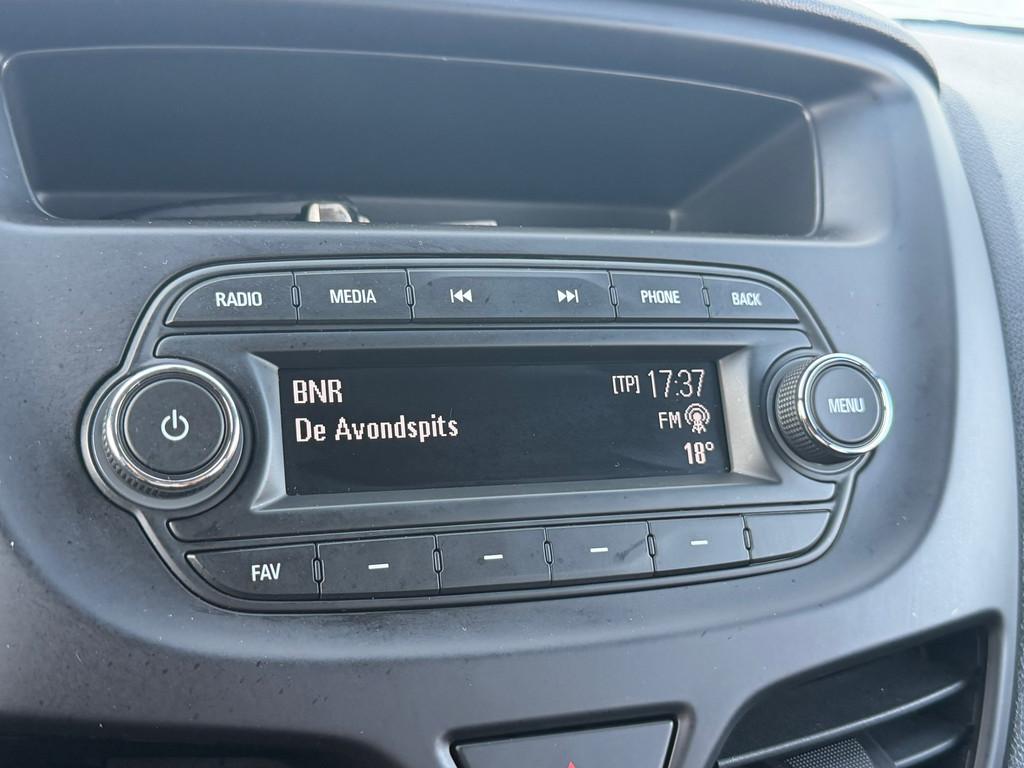 RADIO MEDIA PHONE BACK
BNR [TP] 17:37
De Avondspits FM
18°
MENU
FAV